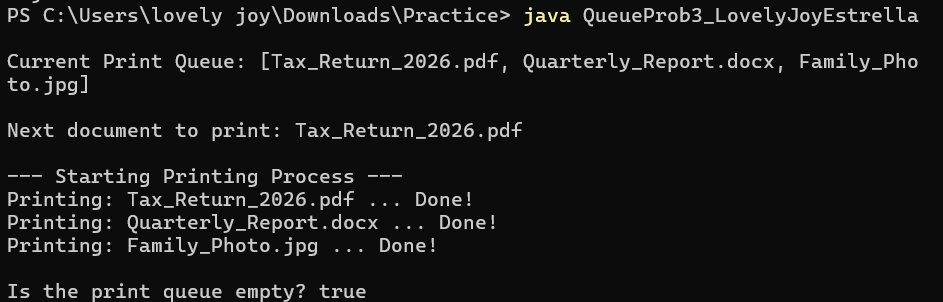 PS C:\Users\lovely joy\Downloads\Practice> java QueueProb3_LovelyJoyEstrella
Current Print Queue: [Tax_Return_2026.pdf, Quarterly_Report.docx, Family_Pho
to.jpg]
Next document to print: Tax_Return_2026.pdf
--- Starting Printing Process ---
Printing: Tax_Return_2026.pdf ... Done!
Printing: Quarterly_Report.docx ... Done!
Printing: Family_Photo.jpg ... Done!
Is the print queue empty? true